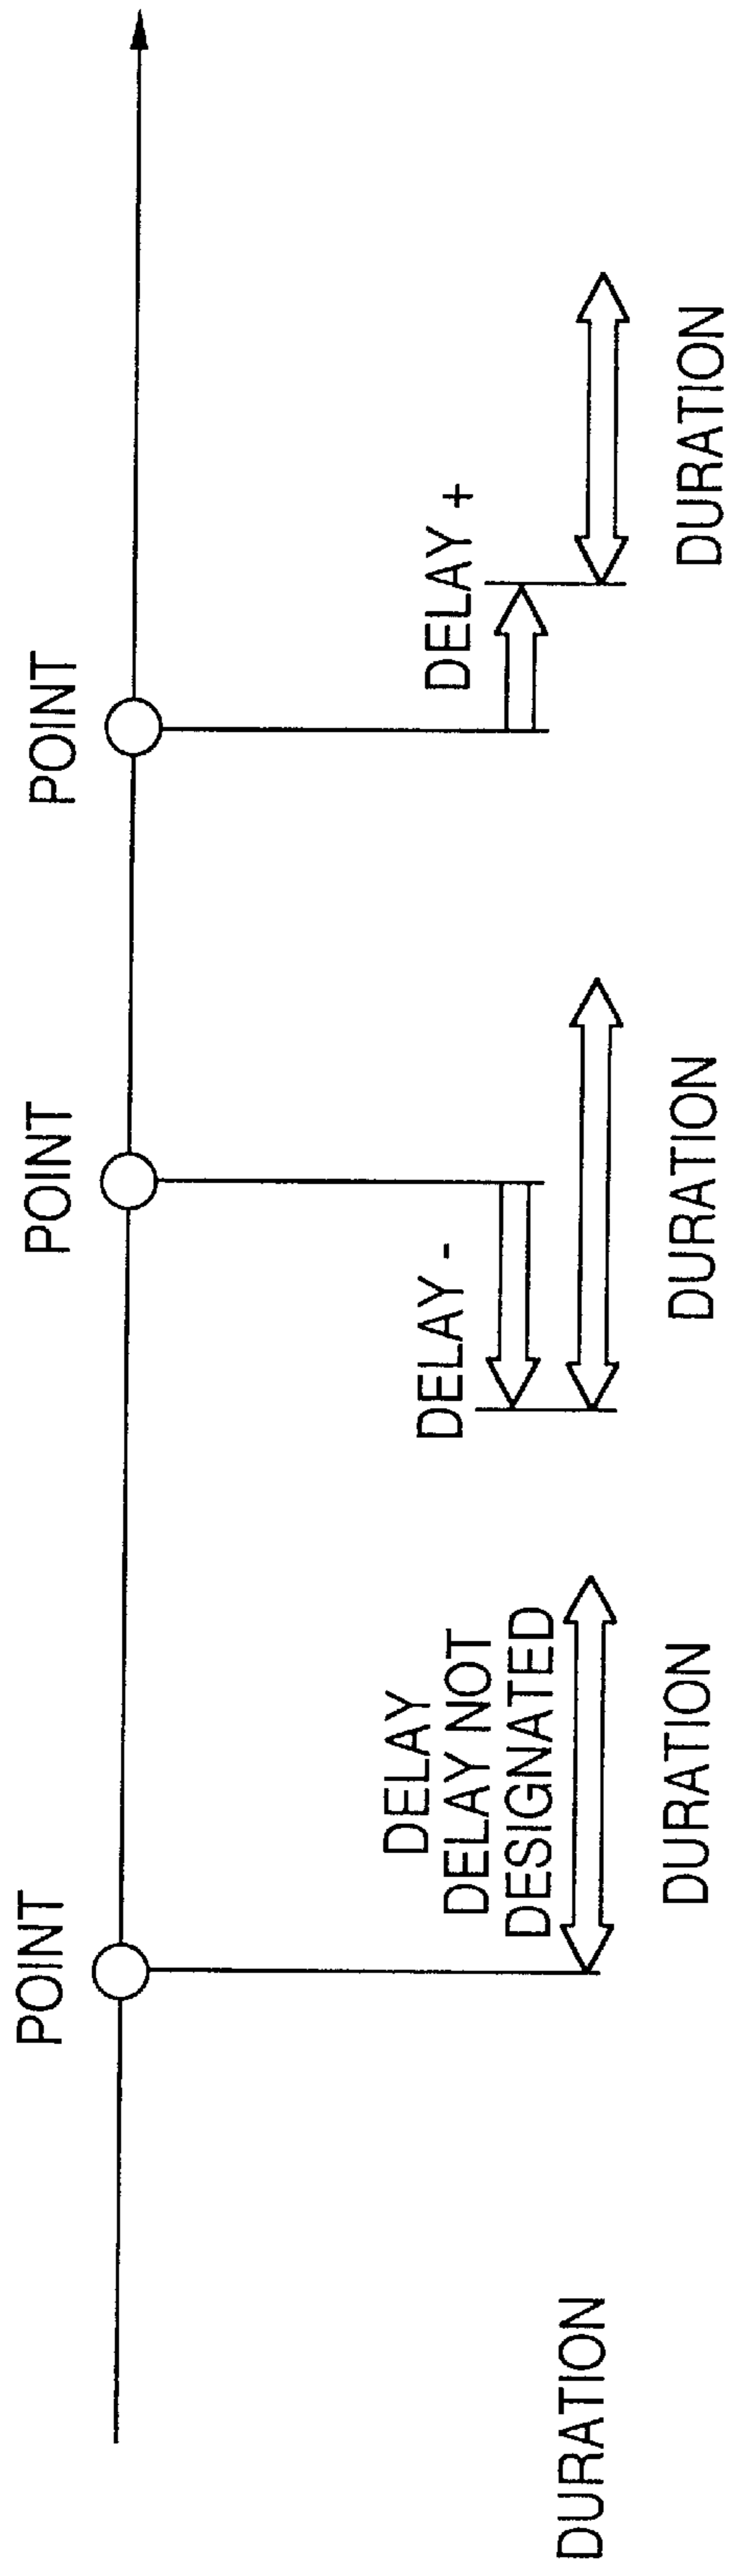 POINT
POINT
POINT
DELAY
DELAY NOT
DESIGNATED
DELAY -
DELAY +
DURATION
DURATION
DURATION
DURATION